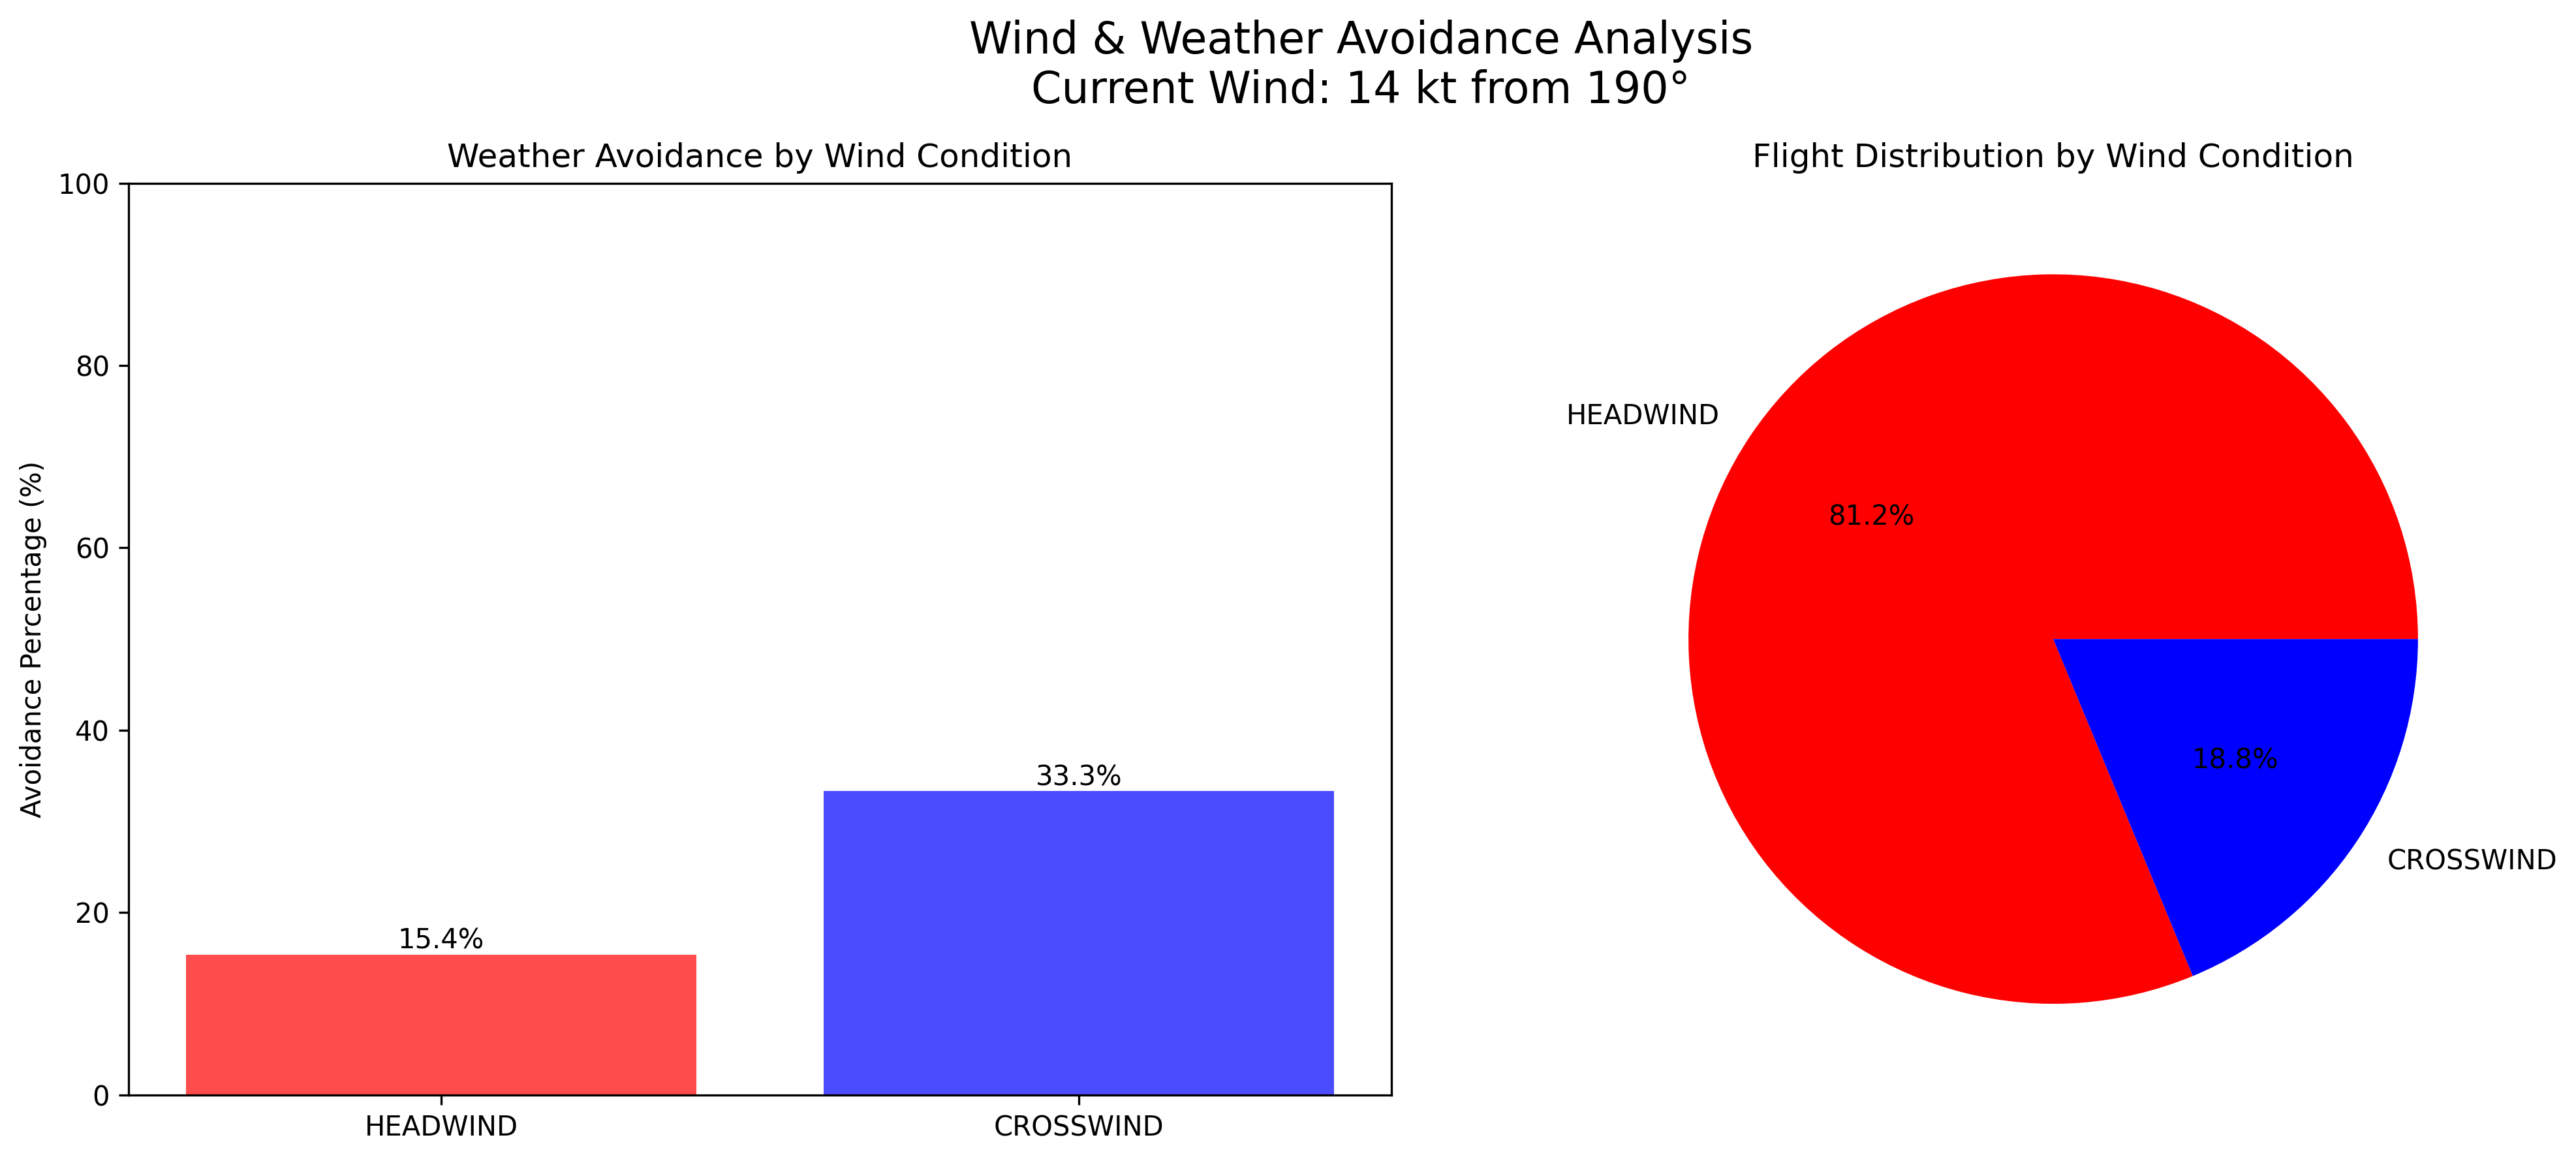 Wind & Weather Avoidance Analysis
Current Wind: 14 kt from 190°
Weather Avoidance by Wind Condition
Avoidance Percentage (%)
100
80
60
40
20
0
15.4%
33.3%
HEADWIND
CROSSWIND
Flight Distribution by Wind Condition
HEADWIND
81.2%
18.8%
CROSSWIND